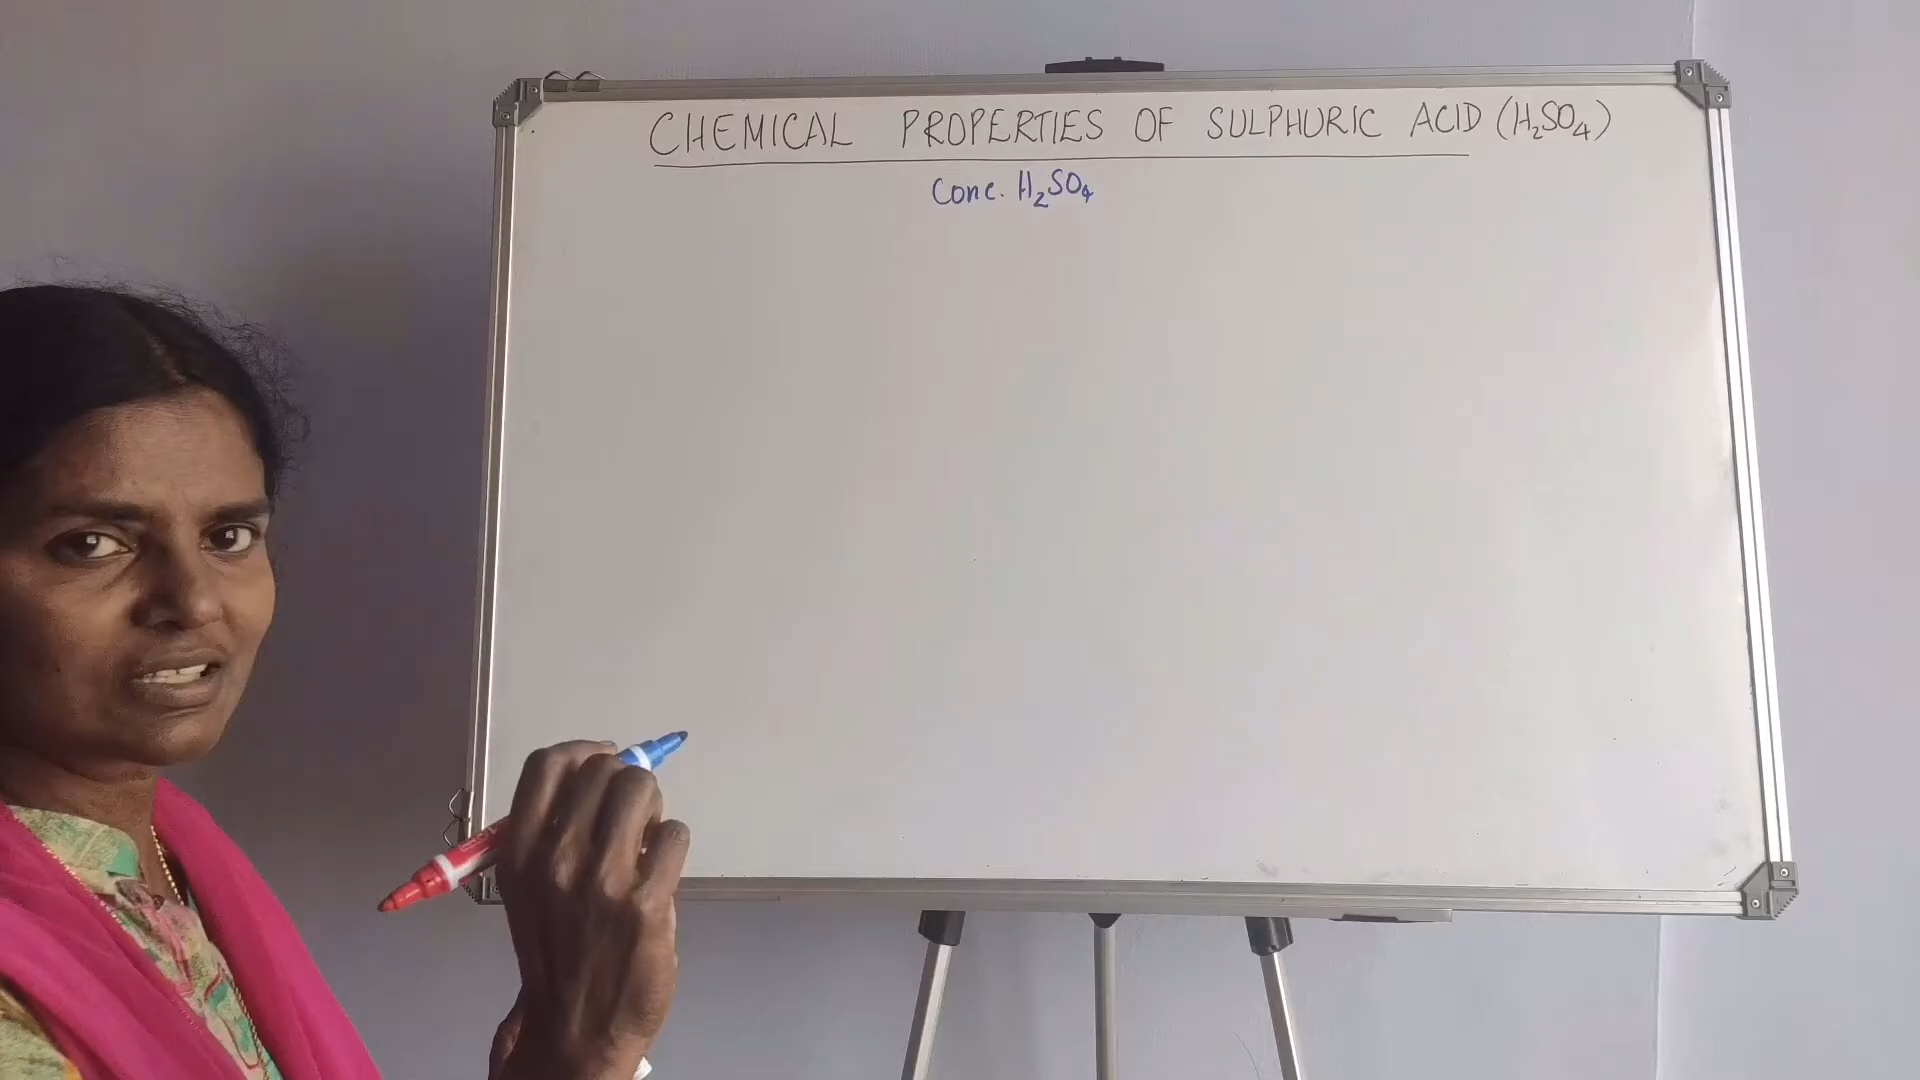 CHEMICAL PROPERTIES OF SULPHURIC ACID (H₂SO₄)
Conc. H₂SO₄